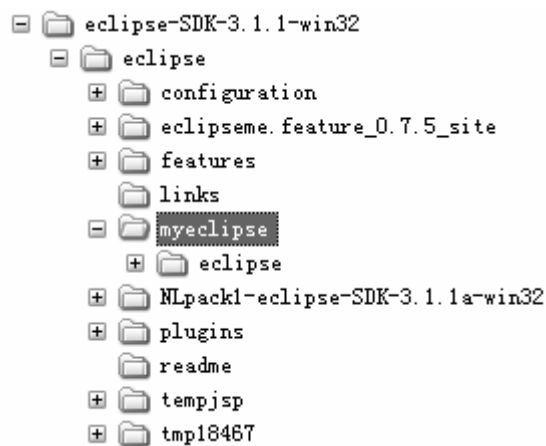 eclipse-SDK-3.1.1-win32
eclipse
configuration
eclipseme.feature_0.7.5_site
features
links
myeclipse
eclipse
NLpack1-eclipse-SDK-3.1.1a-win32
plugins
readme
tempjsp
tmp18467